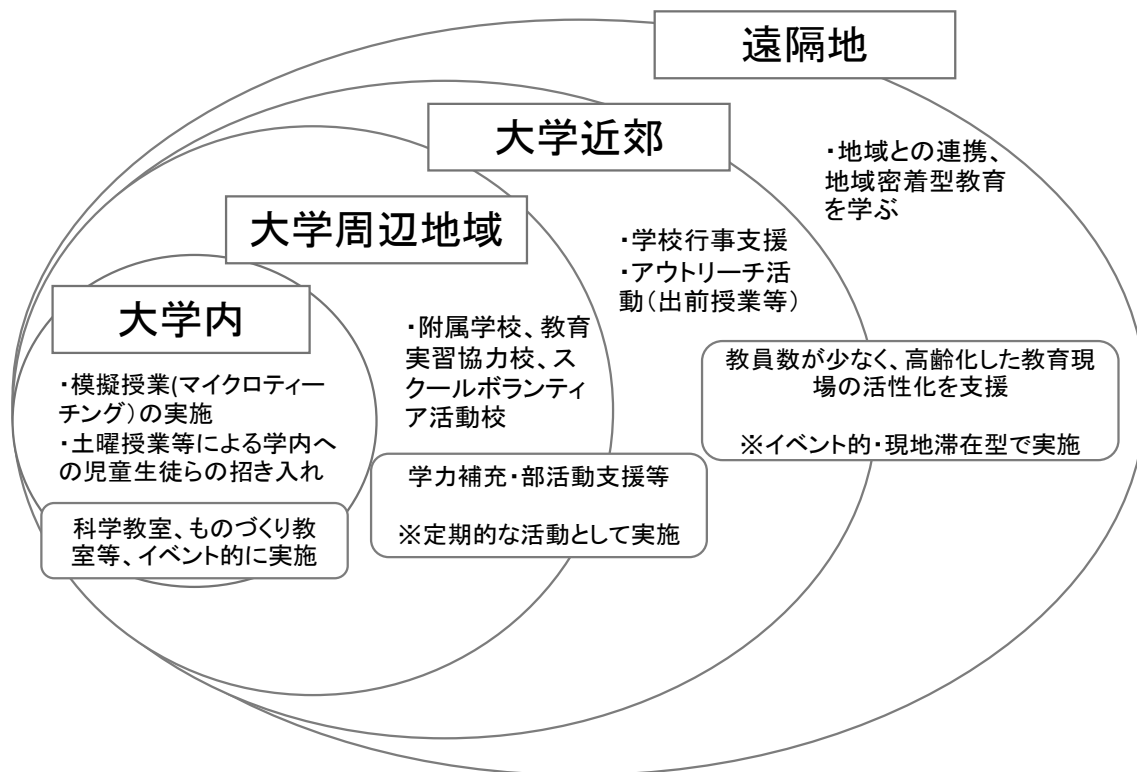 遠隔地
・地域との連携、
地域密着型教育
を学ぶ
大学近郊
・学校行事支援
・アウトリーチ活
動（出前授業等）
教員数が少なく、高齢化した教育現
場の活性化を支援
※イベント的・現地滞在型で実施
大学周辺地域
・附属学校、教育
実習協力校、ス
クールボランティ
ア活動校
学力補充・部活動支援等
※定期的な活動として実施
大学内
・模擬授業(マイクロティー
チング）の実施
・土曜授業等による学内へ
の児童生徒らの招き入れ
科学教室、ものづくり教
室等、イベント的に実施